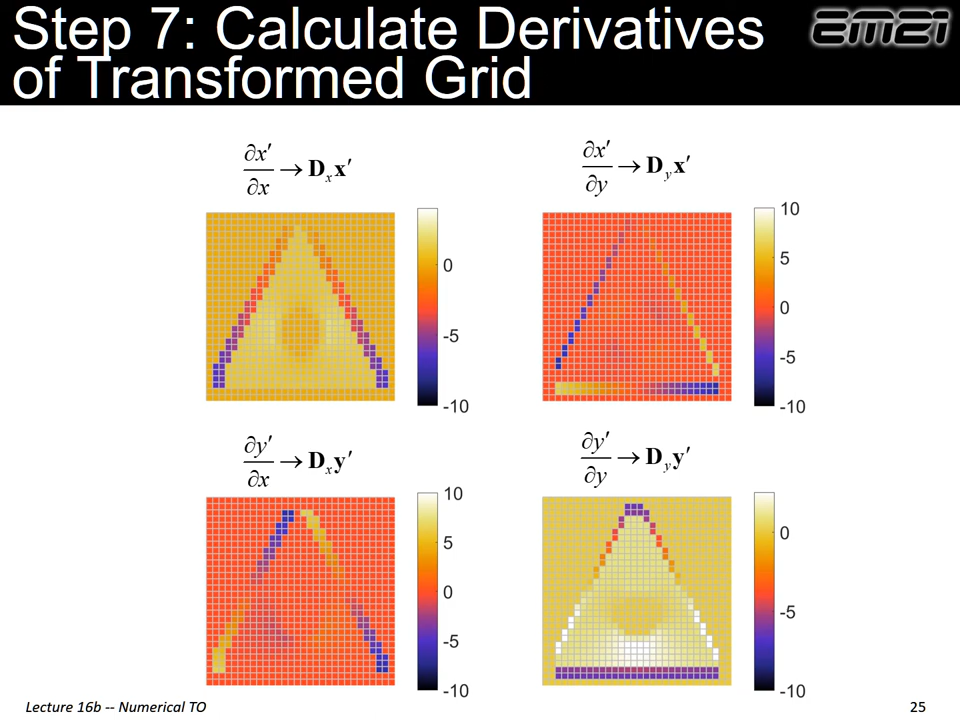 Step 7: Calculate Derivatives
of Transformed Grid
EM21
∂x′/∂x → Dₓx′
∂x′/∂y → D_y x′
0
-5
-10
10
5
0
-5
-10
∂y′/∂x → Dₓy′
∂y′/∂y → D_y y′
10
5
0
-5
-10
0
-5
-10
Lecture 16b -- Numerical TO
25